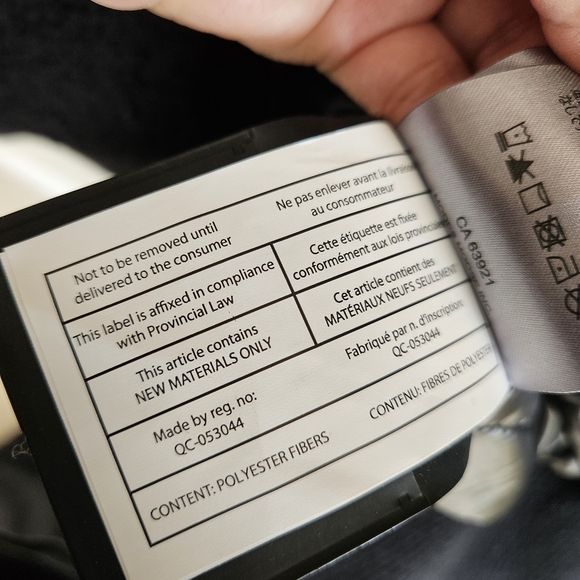 Not to be removed until
delivered to the consumer
Ne pas enlever avant la livraison
au consommateur
This label is affixed in compliance
with Provincial Law
Cette étiquette est fixée
conformément aux lois provinciales
This article contains
NEW MATERIALS ONLY
Cet article contient des
MATÉRIAUX NEUFS SEULEMENT
Made by reg. no:
QC-053044
Fabriqué par n. d'inscription:
QC-053044
CONTENT: POLYESTER FIBERS
CONTENU: FIBRES DE POLYESTER
CA 63921